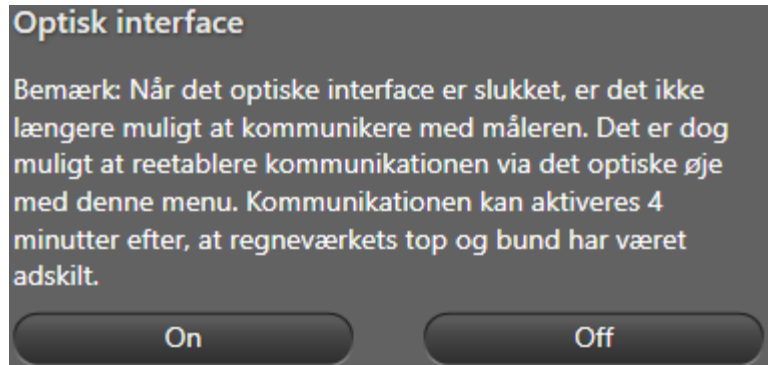 Optisk interface
Bemærk: Når det optiske interface er slukket, er det ikke
længere muligt at kommunikere med måleren. Det er dog
muligt at reetablere kommunikationen via det optiske øje
med denne menu. Kommunikationen kan aktiveres 4
minutter efter, at regneværkets top og bund har været
adskilt.
On
Off